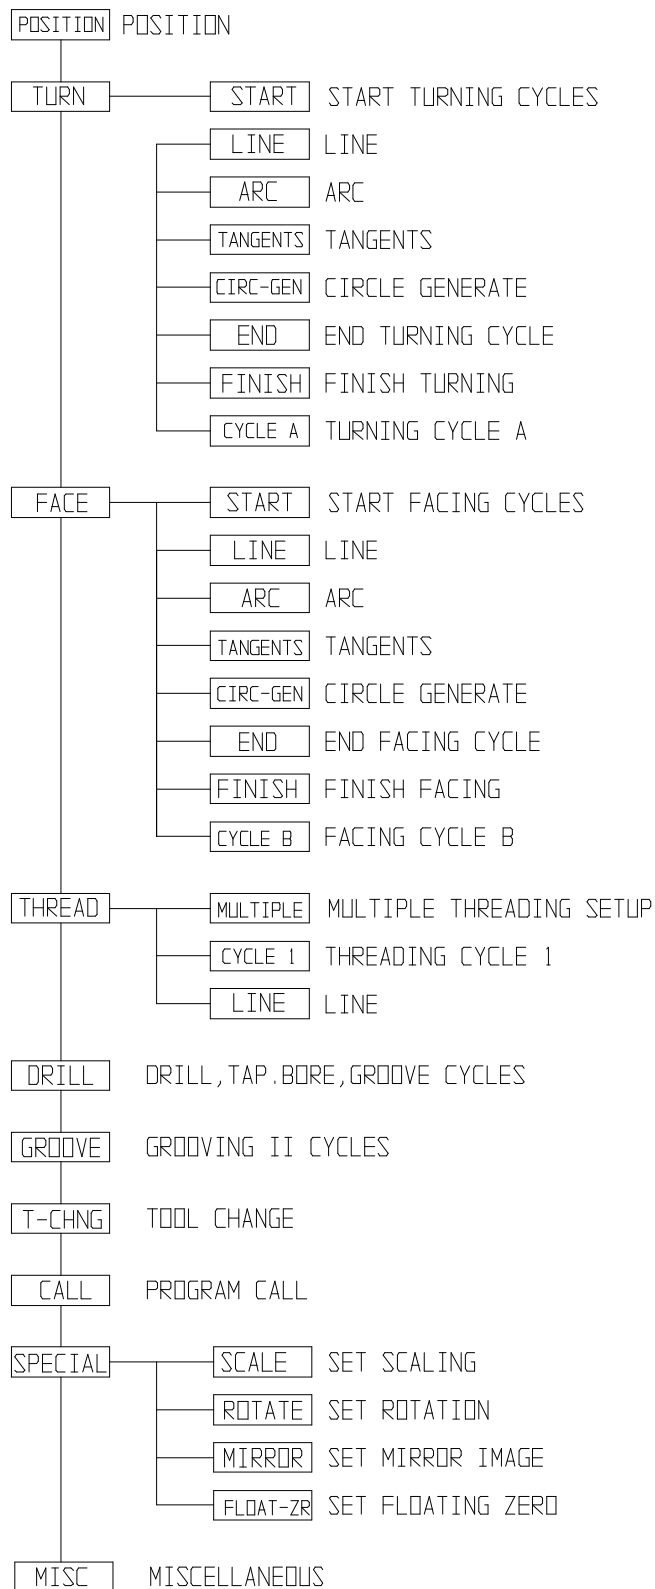 POSITION POSITION
TURN START START TURNING CYCLES
LINE LINE
ARC ARC
TANGENTS TANGENTS
CIRC-GEN CIRCLE GENERATE
END END TURNING CYCLE
FINISH FINISH TURNING
CYCLE A TURNING CYCLE A
FACE START START FACING CYCLES
LINE LINE
ARC ARC
TANGENTS TANGENTS
CIRC-GEN CIRCLE GENERATE
END END FACING CYCLE
FINISH FINISH FACING
CYCLE B FACING CYCLE B
THREAD MULTIPLE MULTIPLE THREADING SETUP
CYCLE 1 THREADING CYCLE 1
LINE LINE
DRILL DRILL,TAP.BORE,GROOVE CYCLES
GROOVE GROOVING II CYCLES
T-CHNG TOOL CHANGE
CALL PROGRAM CALL
SPECIAL SCALE SET SCALING
ROTATE SET ROTATION
MIRROR SET MIRROR IMAGE
FLOAT-ZR SET FLOATING ZERO
MISC MISCELLANEOUS